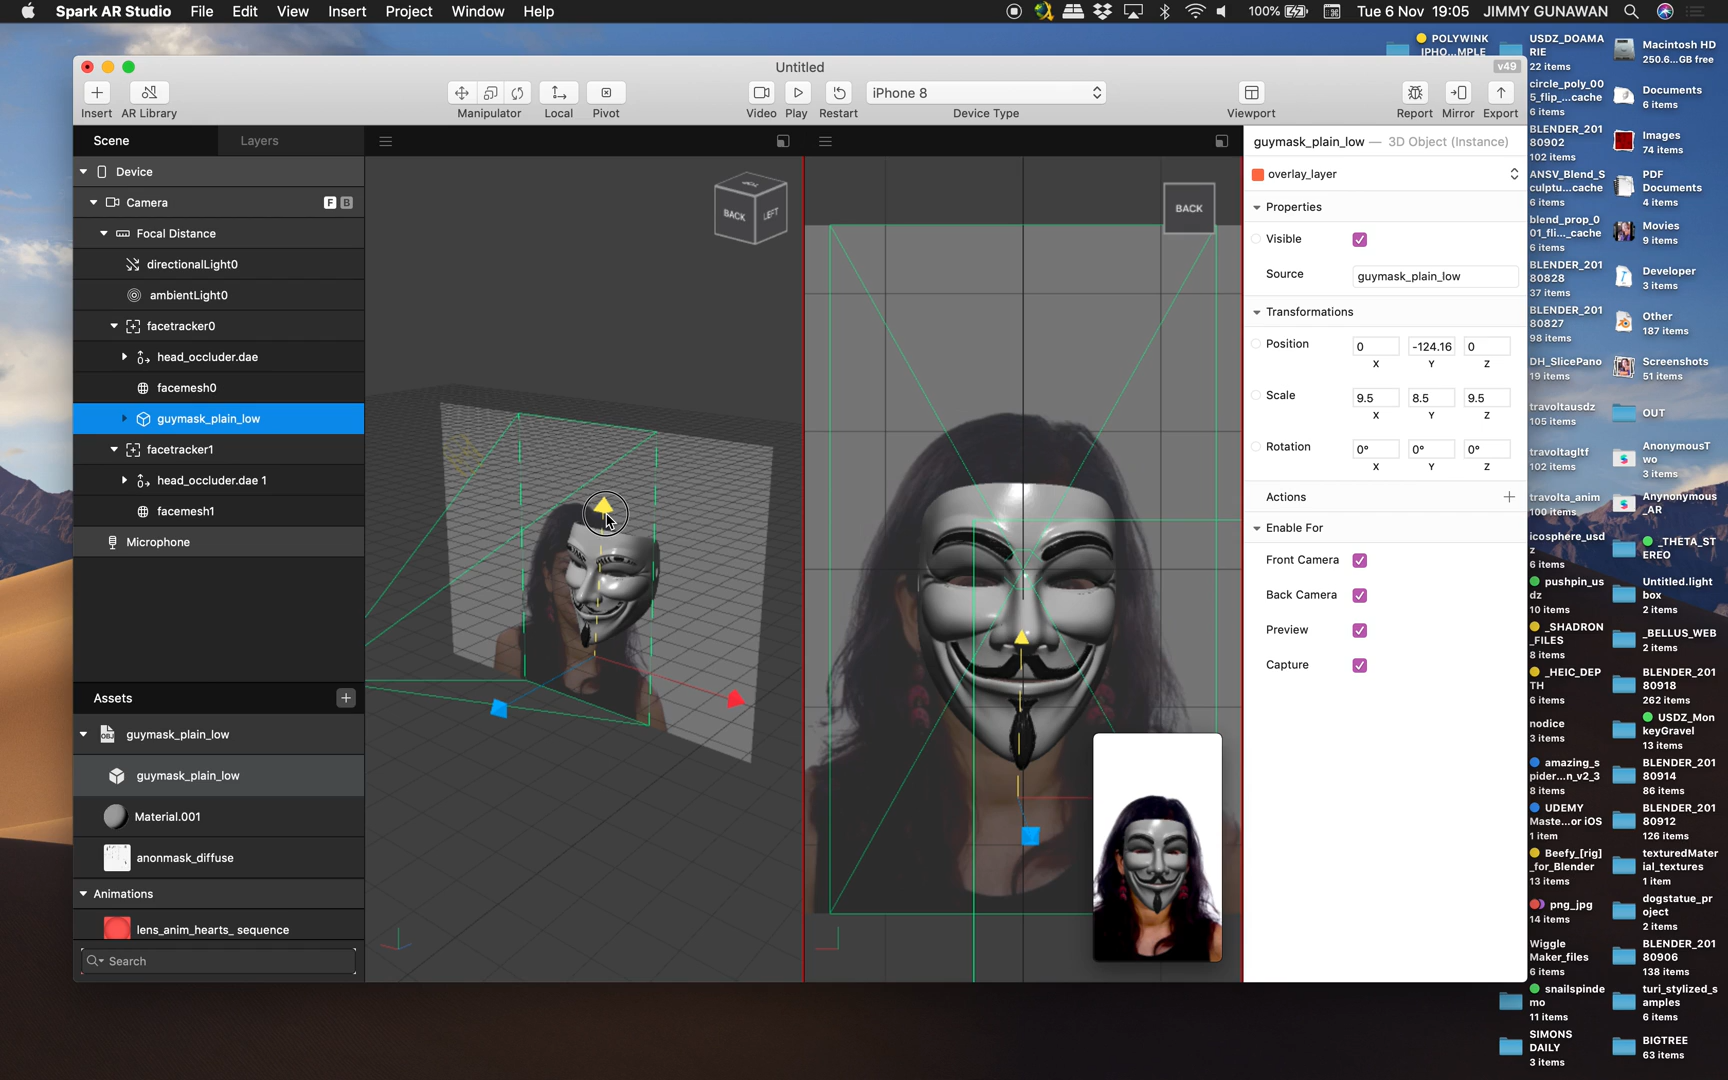 Spark AR Studio File Edit View Insert Project Window Help
100% Tue 6 Nov 19:05 JIMMY GUNAWAN
Untitled
v49
Insert AR Library
Manipulator
Local
Pivot
Video
Play
Restart
iPhone 8
Device Type
Viewport
Report
Mirror
Export
Scene
Layers
Device
Camera
F B
Focal Distance
directionalLight0
ambientLight0
facetracker0
head_occluder.dae
facemesh0
guymask_plain_low
facetracker1
head_occluder.dae 1
facemesh1
Microphone
Assets
guymask_plain_low
guymask_plain_low
Material.001
anonmask_diffuse
Animations
lens_anim_hearts_ sequence
Search
BACK LEFT
BACK
guymask_plain_low — 3D Object (Instance)
overlay_layer
Properties
Visible
Source guymask_plain_low
Transformations
Position 0 -124.16 0
X Y Z
Scale 9.5 8.5 9.5
X Y Z
Rotation 0° 0° 0°
X Y Z
Actions
Enable For
Front Camera
Back Camera
Preview
Capture
POLYWINK
IPHO...MPLE
USDZ_DOAMA
RIE
22 items
circle_poly_00
5_flip_...cache
6 items
BLENDER_201
80902
102 items
ANSV_Blend_S
culptu...cache
6 items
blend_prop_0
01_fli..._cache
6 items
BLENDER_201
80828
37 items
BLENDER_201
80827
98 items
DH_SlicePano
19 items
travoltausdz
105 items
travoltagltf
102 items
travolta_anim
100 items
icosphere_usd
z
6 items
pushpin_us
dz
10 items
_SHADRON
_FILES
8 items
_HEIC_DEP
TH
6 items
nodice
3 items
amazing_s
pider...n_v2_3
8 items
UDEMY
Maste...or iOS
1 item
Beefy_[rig]
_for_Blender
13 items
png_jpg
14 items
Wiggle
Maker_files
6 items
snailspinde
mo
11 items
SIMONS
DAILY
3 items
Macintosh HD
250.6...GB free
Documents
6 items
Images
74 items
PDF
Documents
4 items
Movies
9 items
Developer
3 items
Other
187 items
Screenshots
51 items
OUT
AnonymousT
wo
3 items
Anynonymous
_AR
_THETA_ST
EREO
Untitled.light
box
2 items
_BELLUS_WEB
2 items
BLENDER_201
80918
262 items
USDZ_Mon
keyGravel
13 items
BLENDER_201
80914
86 items
BLENDER_201
80912
126 items
texturedMater
ial_textures
1 item
dogstatue_pr
oject
2 items
BLENDER_201
80906
138 items
turi_stylized_s
amples
6 items
BIGTREE
63 items